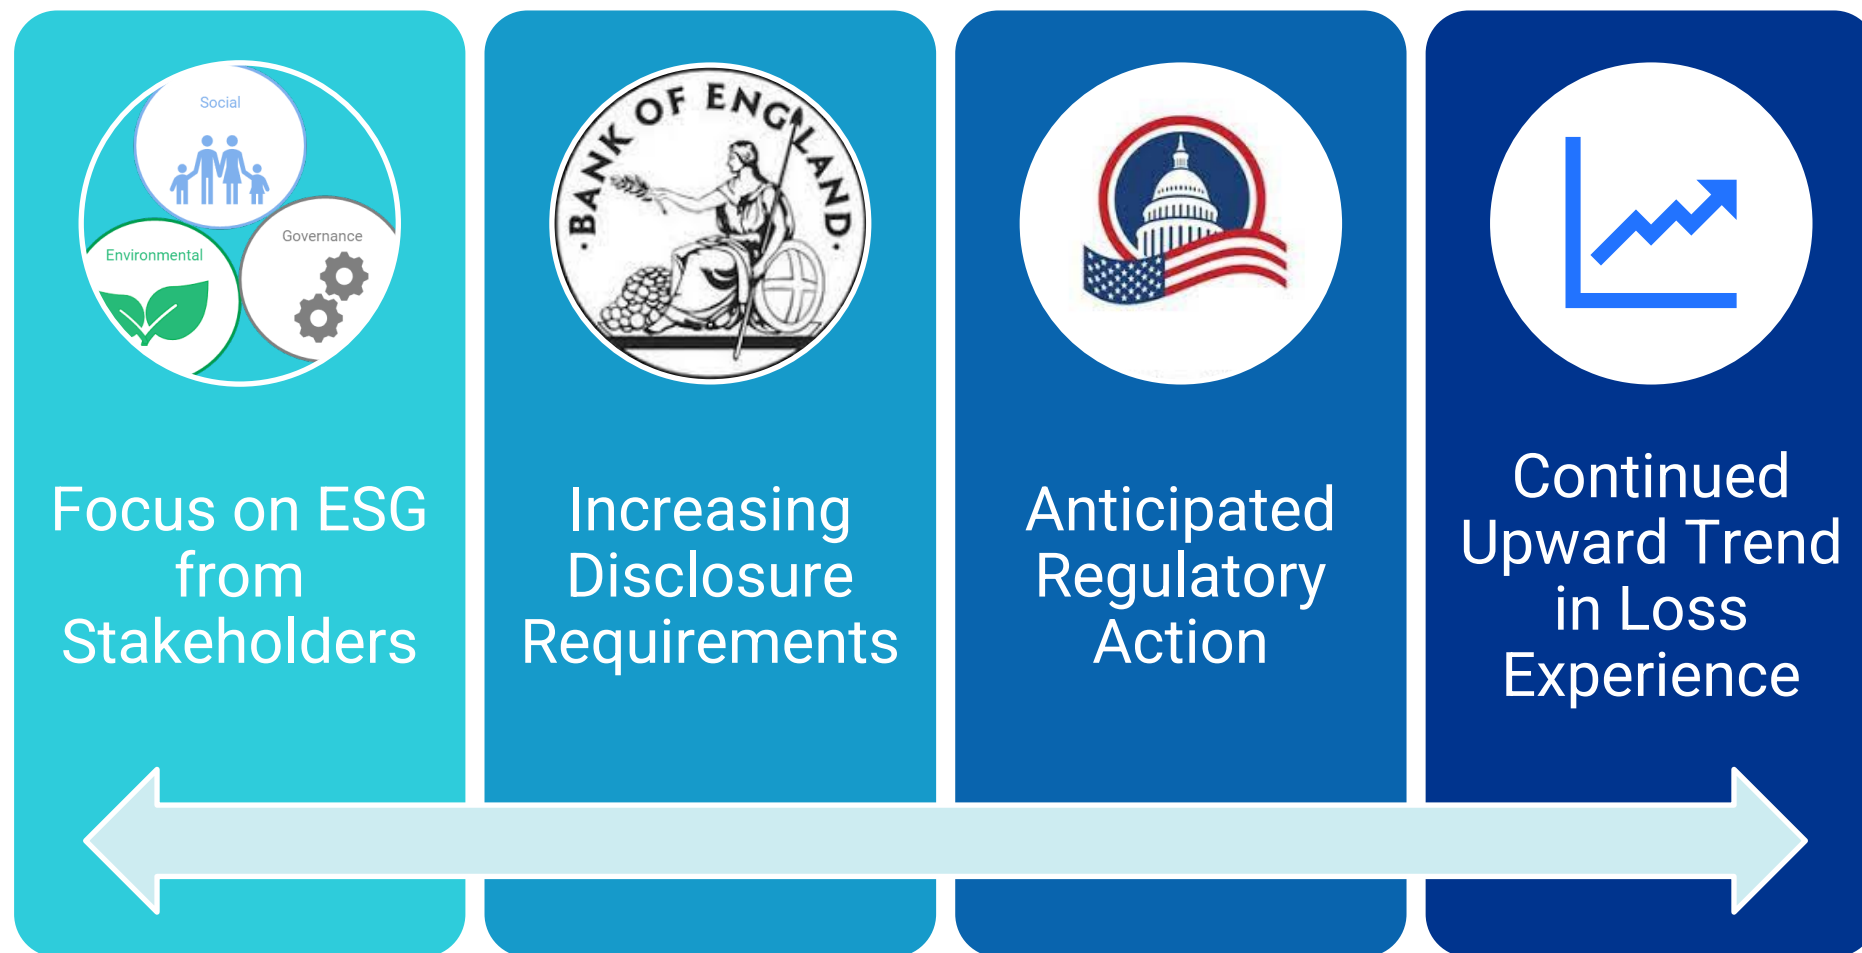 Social
Environmental
Governance
Focus on ESG
from
Stakeholders
·BANK OF ENGLAND·
Increasing
Disclosure
Requirements
Anticipated
Regulatory
Action
Continued
Upward Trend
in Loss
Experience